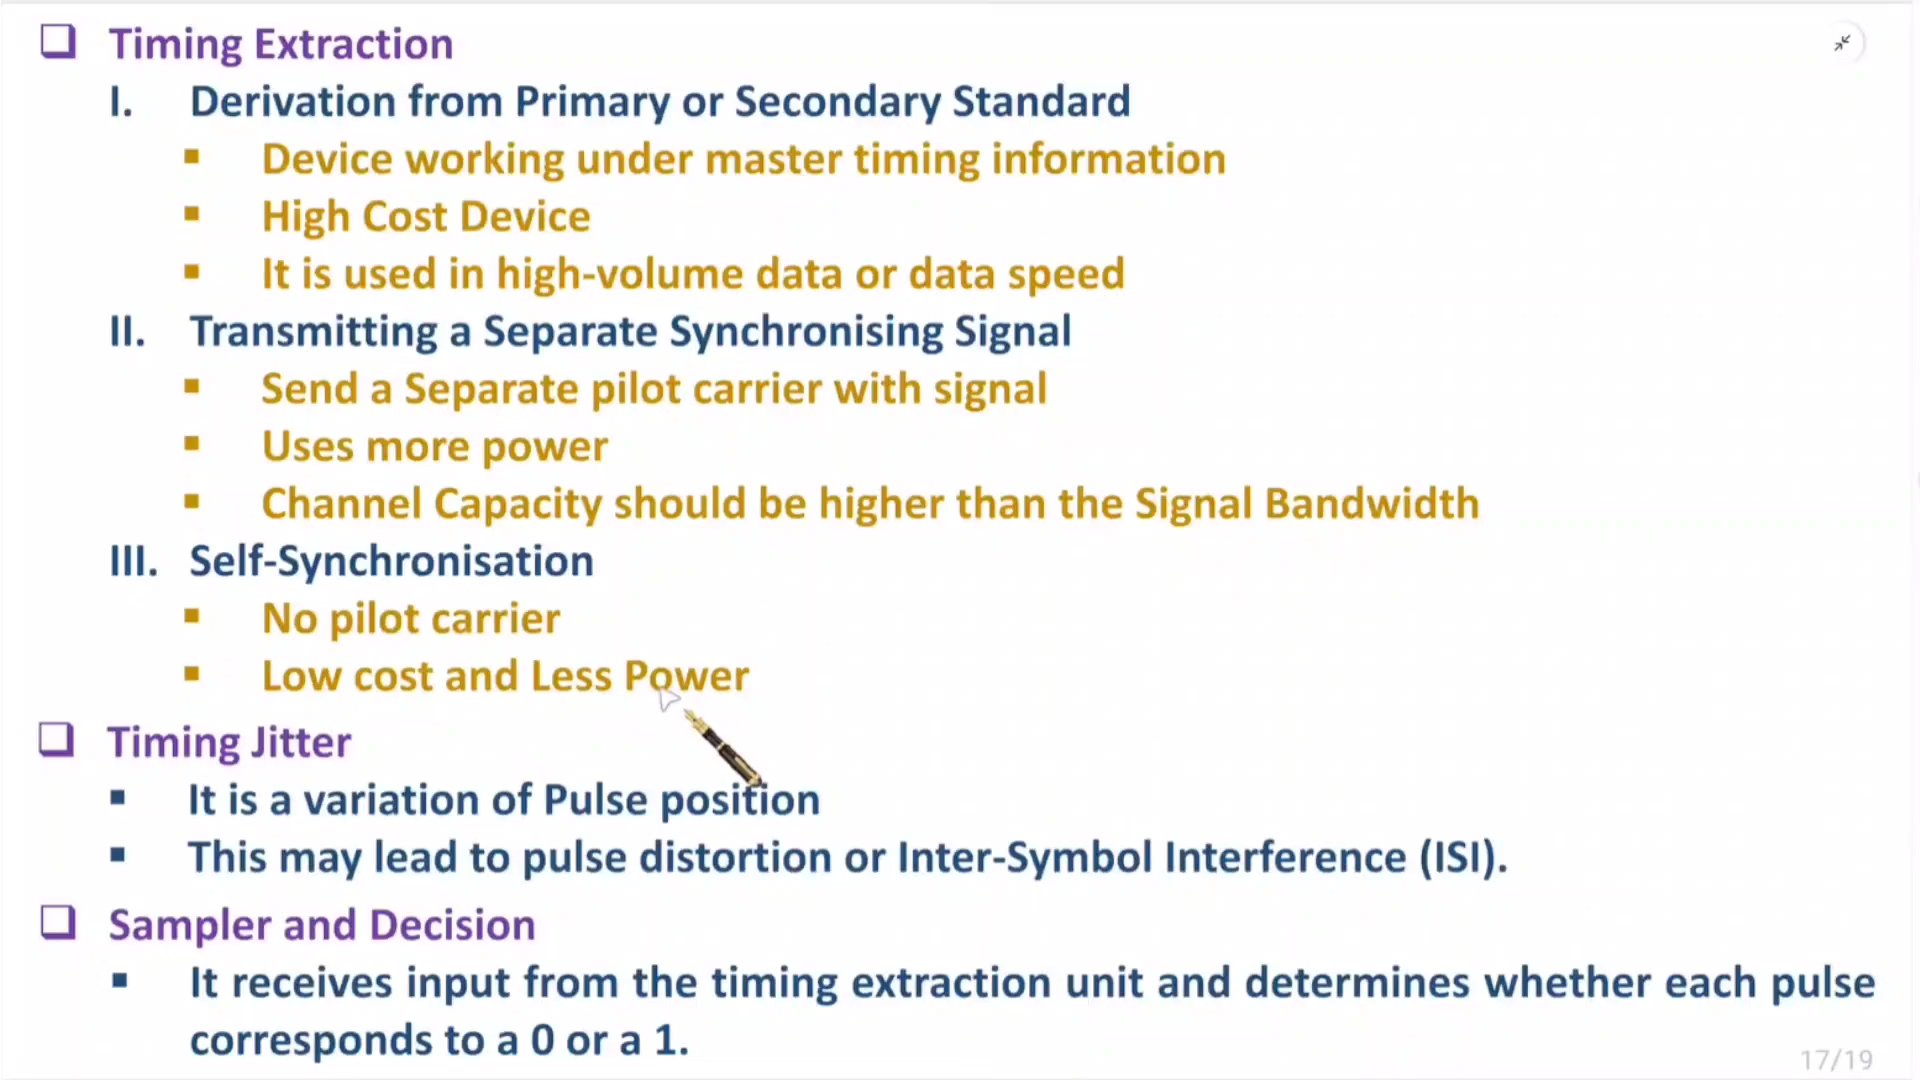 ❑ Timing Extraction
I. Derivation from Primary or Secondary Standard
▪ Device working under master timing information
▪ High Cost Device
▪ It is used in high-volume data or data speed
II. Transmitting a Separate Synchronising Signal
▪ Send a Separate pilot carrier with signal
▪ Uses more power
▪ Channel Capacity should be higher than the Signal Bandwidth
III. Self-Synchronisation
▪ No pilot carrier
▪ Low cost and Less Power
❑ Timing Jitter
▪ It is a variation of Pulse position
▪ This may lead to pulse distortion or Inter-Symbol Interference (ISI).
❑ Sampler and Decision
▪ It receives input from the timing extraction unit and determines whether each pulse
corresponds to a 0 or a 1.
17/19